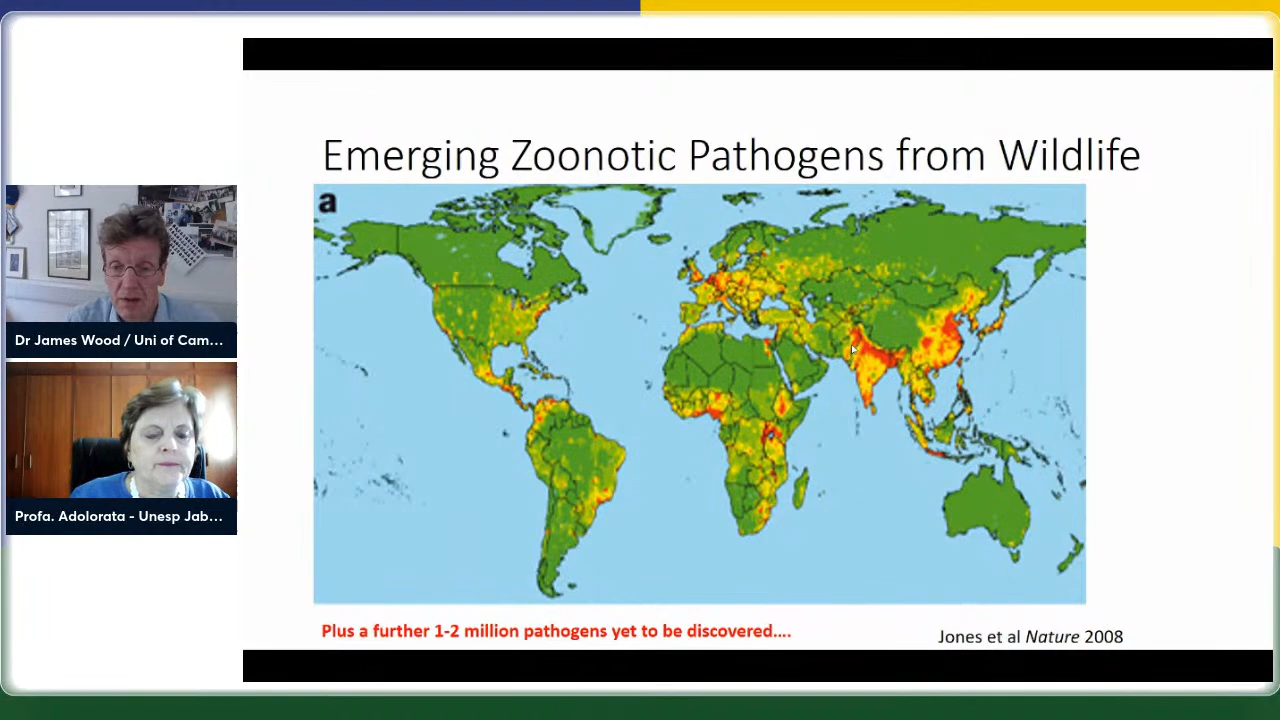 Emerging Zoonotic Pathogens from Wildlife
a
Dr James Wood / Uni of Cam...
Profa. Adolorata - Unesp Jab...
Plus a further 1-2 million pathogens yet to be discovered....
Jones et al Nature 2008